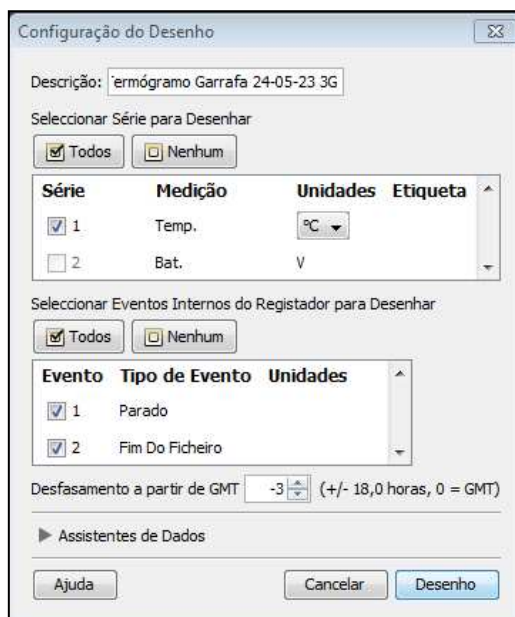 Configuração do Desenho
Descrição: ermógramo Garrafa 24-05-23 3G
Seleccionar Série para Desenhar
Todos Nenhum
Série Medição Unidades Etiqueta
1 Temp. ºC
2 Bat. V
Seleccionar Eventos Internos do Registador para Desenhar
Todos Nenhum
Evento Tipo de Evento Unidades
1 Parado
2 Fim Do Ficheiro
Desfasamento a partir de GMT -3 (+/- 18,0 horas, 0 = GMT)
Assistentes de Dados
Ajuda Cancelar Desenho